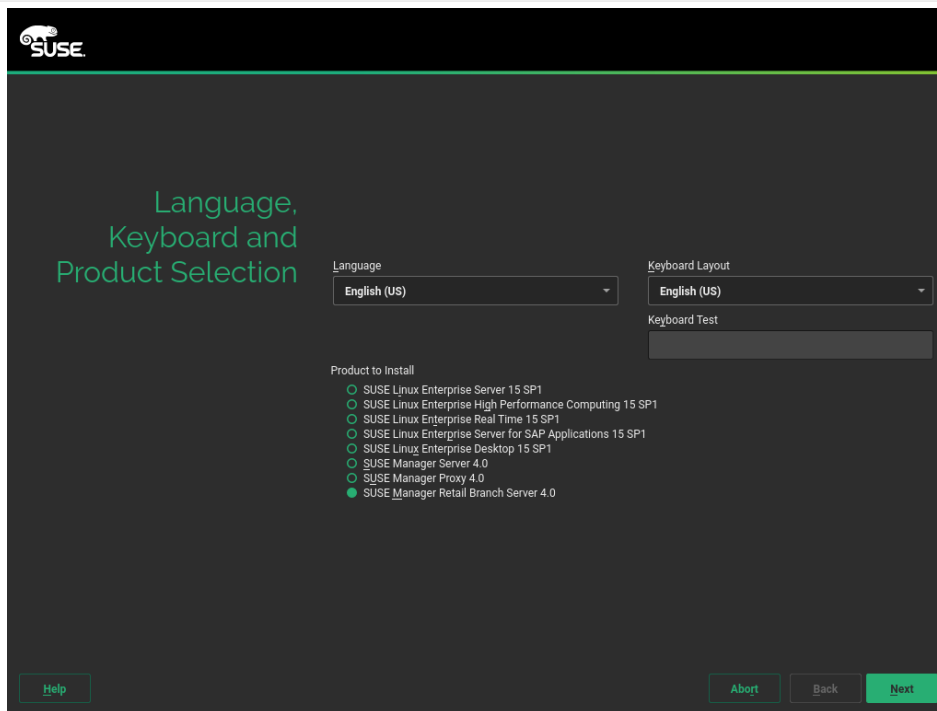 SUSE.
Language,
Keyboard and
Product Selection
Language
English (US)
Keyboard Layout
English (US)
Keyboard Test
Product to Install
SUSE Linux Enterprise Server 15 SP1
SUSE Linux Enterprise High Performance Computing 15 SP1
SUSE Linux Enterprise Real Time 15 SP1
SUSE Linux Enterprise Server for SAP Applications 15 SP1
SUSE Linux Enterprise Desktop 15 SP1
SUSE Manager Server 4.0
SUSE Manager Proxy 4.0
SUSE Manager Retail Branch Server 4.0
Help
Abort
Back
Next